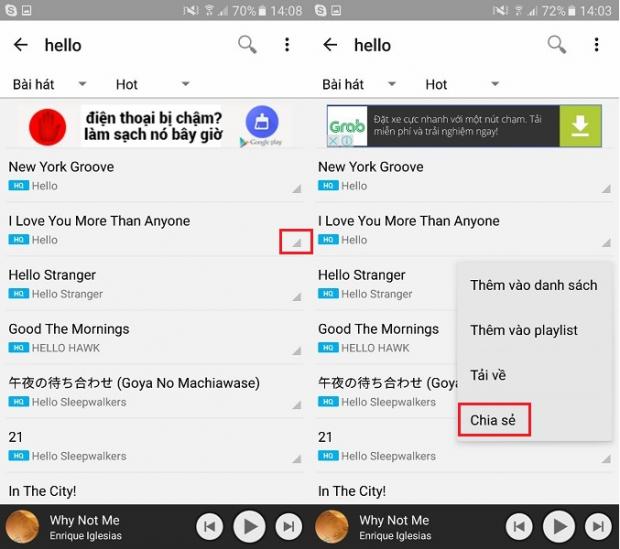 70% 14:08
hello
Bài hát Hot
điện thoại bị chậm?
làm sạch nó bây giờ
Google play
New York Groove
HQ Hello
I Love You More Than Anyone
HQ Hello
Hello Stranger
HQ Hello Stranger
Good The Mornings
HQ HELLO HAWK
午夜の待ち合わせ (Goya No Machiawase)
HQ Hello Sleepwalkers
21
HQ Hello Sleepwalkers
In The City!
Why Not Me
Enrique Iglesias
72% 14:03
hello
Bài hát Hot
Grab
Đặt xe cực nhanh với một nút chạm. Tải
miễn phí và trải nghiệm ngay!
New York Groove
HQ Hello
I Love You More Than Anyone
HQ Hello
Hello Stranger
HQ Hello Stranger
Good The Mornings
HQ HELLO HAWK
午夜の待ち合わせ (Goya
HQ Hello Sleepwalkers
21
HQ Hello Sleepwalkers
In The City!
Thêm vào danh sách
Thêm vào playlist
Tải về
Chia sẻ
Why Not Me
Enrique Iglesias